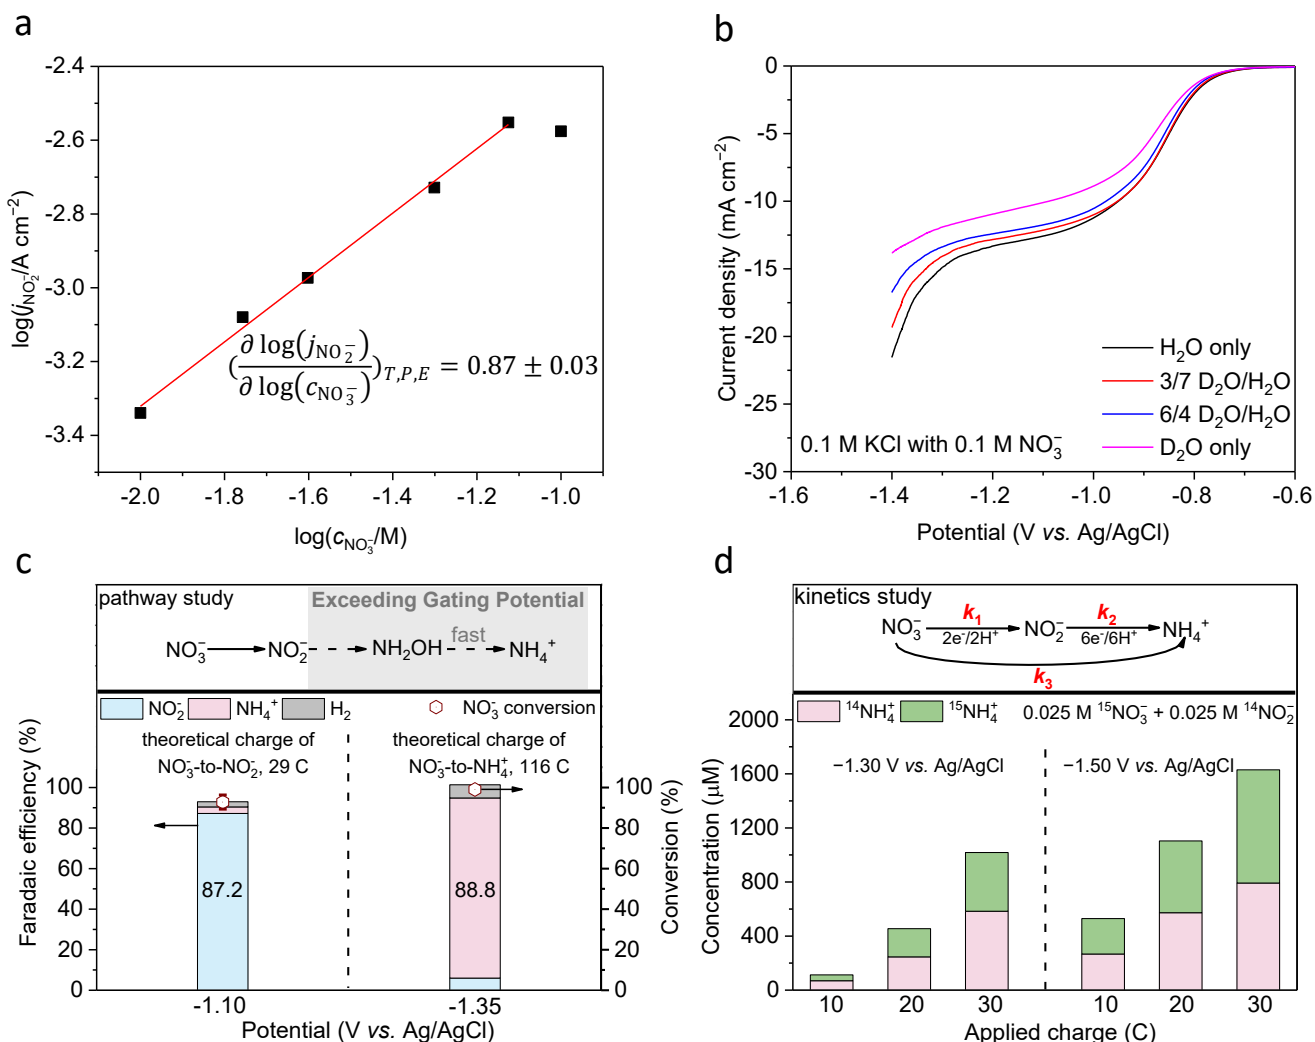 a
-2.4
-2.6
-2.8
-3.0
-3.2
-3.4
log(j_NO₂⁻/A cm⁻²)
(∂ log(j_NO₂⁻)/∂ log(c_NO₃⁻))_T,P,E = 0.87 ± 0.03
-2.0 -1.8 -1.6 -1.4 -1.2 -1.0
log(c_NO₃⁻/M)
b
0
-5
-10
-15
-20
-25
-30
Current density (mA cm⁻²)
H₂O only
3/7 D₂O/H₂O
6/4 D₂O/H₂O
D₂O only
0.1 M KCl with 0.1 M NO₃⁻
-1.6 -1.4 -1.2 -1.0 -0.8 -0.6
Potential (V vs. Ag/AgCl)
c
pathway study
Exceeding Gating Potential
NO₃⁻ NO₂⁻ NH₂OH fast NH₄⁺
NO₂⁻ NH₄⁺ H₂ NO₃⁻ conversion
theoretical charge of
NO₃⁻-to-NO₂⁻, 29 C
theoretical charge of
NO₃⁻-to-NH₄⁺, 116 C
100
80
60
40
20
0
Faradaic efficiency (%)
87.2
88.8
100
80
60
40
20
0
Conversion (%)
-1.10 -1.35
Potential (V vs. Ag/AgCl)
d
kinetics study
k₁ k₂
NO₃⁻ NO₂⁻ NH₄⁺
2e⁻/2H⁺ 6e⁻/6H⁺
k₃
¹⁴NH₄⁺ ¹⁵NH₄⁺ 0.025 M ¹⁵NO₃⁻ + 0.025 M ¹⁴NO₂⁻
−1.30 V vs. Ag/AgCl −1.50 V vs. Ag/AgCl
2000
1600
1200
800
400
0
Concentration (μM)
10 20 30 10 20 30
Applied charge (C)